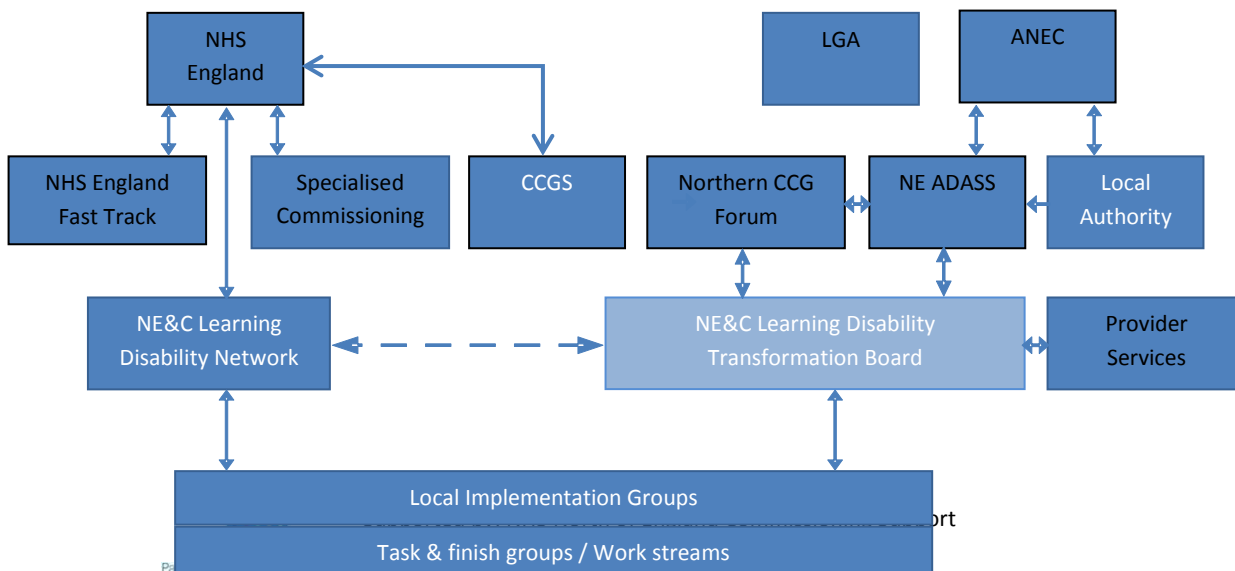 NHS
England
LGA
ANEC
NHS England
Fast Track
Specialised
Commissioning
CCGS
Northern CCG
Forum
NE ADASS
Local
Authority
NE&C Learning
Disability Network
NE&C Learning Disability
Transformation Board
Provider
Services
Local Implementation Groups
Task & finish groups / Work streams